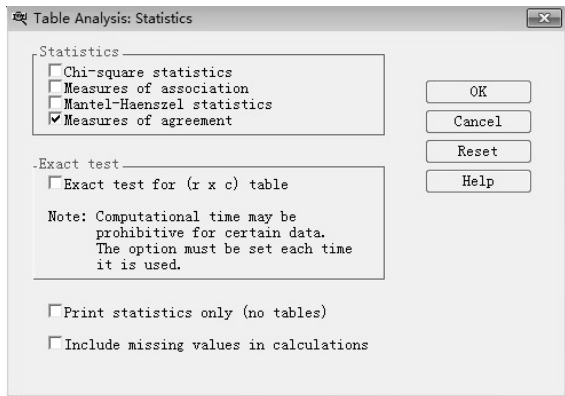 Table Analysis: Statistics
Statistics
Chi-square statistics
Measures of association
Mantel-Haenszel statistics
Measures of agreement
OK
Cancel
Reset
Help
Exact test
Exact test for (r x c) table
Note: Computational time may be
prohibitive for certain data.
The option must be set each time
it is used.
Print statistics only (no tables)
Include missing values in calculations